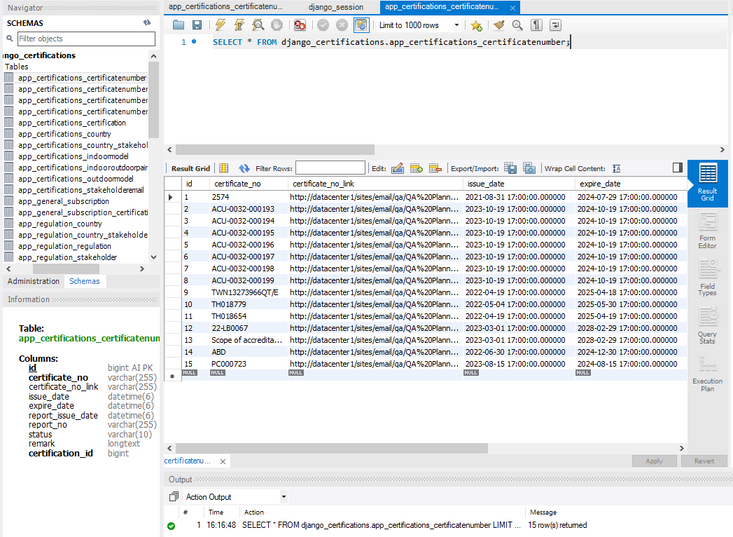 Navigator
SCHEMAS
Filter objects
ngo_certifications
Tables
app_certifications_certificatenumber
app_certifications_certificatenumber
app_certifications_certificatenumber
app_certifications_certificatenumber
app_certifications_certification
app_certifications_country
app_certifications_country_stakehol
app_certifications_indoormodel
app_certifications_indooroutdoorpair
app_certifications_outdoormodel
app_certifications_stakeholderemail
app_general_subscription
app_general_subscription_certificati
app_regulation_country
app_regulation_country_stakeholde
app_regulation_regulation
app_regulation_stakeholder
Administration Schemas
Information
Table:
app_certifications_certificatenum
Columns:
id bigint AI PK
certificate_no varchar(255)
certificate_no_link varchar(255)
issue_date datetime(6)
expire_date datetime(6)
report_issue_date datetime(6)
report_no varchar(255)
status varchar(10)
remark longtext
certification_id bigint
app_certifications_certificatenu... django_session app_certifications_certificatenu...
Limit to 1000 rows
1 SELECT * FROM django_certifications.app_certifications_certificatenumber;
Result Grid Filter Rows: Edit: Export/Import: Wrap Cell Content:
id certificate_no certificate_no_link issue_date expire_date
1 2574 http://datacenter1/sites/email/qa/QA%20Plann... 2021-08-31 17:00:00.000000 2024-07-29 17:00:00.000000
2 ACU-0032-000193 http://datacenter1/sites/email/qa/QA%20Plann... 2023-10-19 17:00:00.000000 2024-10-19 17:00:00.000000
3 ACU-0032-000194 http://datacenter1/sites/email/qa/QA%20Plann... 2023-10-19 17:00:00.000000 2024-10-19 17:00:00.000000
4 ACU-0032-000195 http://datacenter1/sites/email/qa/QA%20Plann... 2023-10-19 17:00:00.000000 2024-10-19 17:00:00.000000
5 ACU-0032-000196 http://datacenter1/sites/email/qa/QA%20Plann... 2023-10-19 17:00:00.000000 2024-10-19 17:00:00.000000
6 ACU-0032-000197 http://datacenter1/sites/email/qa/QA%20Plann... 2023-10-19 17:00:00.000000 2024-10-19 17:00:00.000000
7 ACU-0032-000198 http://datacenter1/sites/email/qa/QA%20Plann... 2023-10-19 17:00:00.000000 2024-10-19 17:00:00.000000
8 ACU-0032-000199 http://datacenter1/sites/email/qa/QA%20Plann... 2023-10-19 17:00:00.000000 2024-10-19 17:00:00.000000
9 TWN13273966QT/E http://datacenter1/sites/email/qa/QA%20Plann... 2022-04-19 17:00:00.000000 2025-04-18 17:00:00.000000
10 TH018779 http://datacenter1/sites/email/qa/QA%20Plann... 2022-05-04 17:00:00.000000 2025-05-30 17:00:00.000000
11 TH018654 http://datacenter1/sites/email/qa/QA%20Plann... 2022-04-19 17:00:00.000000 2025-04-30 17:00:00.000000
12 22-LB0067 http://datacenter1/sites/email/qa/QA%20Plann... 2023-03-01 17:00:00.000000 2028-02-29 17:00:00.000000
13 Scope of accredita... http://datacenter1/sites/email/qa/QA%20Plann... 2023-03-01 17:00:00.000000 2028-02-29 17:00:00.000000
14 ABD http://datacenter1/sites/email/qa/QA%20Plann... 2022-06-30 17:00:00.000000 2024-12-30 17:00:00.000000
15 PC000723 http://datacenter1/sites/email/qa/QA%20Plann... 2023-08-15 17:00:00.000000 2024-08-15 17:00:00.000000
NULL NULL NULL NULL NULL
Result Grid
Form Editor
Field Types
Query Stats
Execution Plan
certificatenu... Apply Revert
Output
Action Output
# Time Action Message
1 16:16:48 SELECT * FROM django_certifications.app_certifications_certificatenumber LIMIT ... 15 row(s) returned